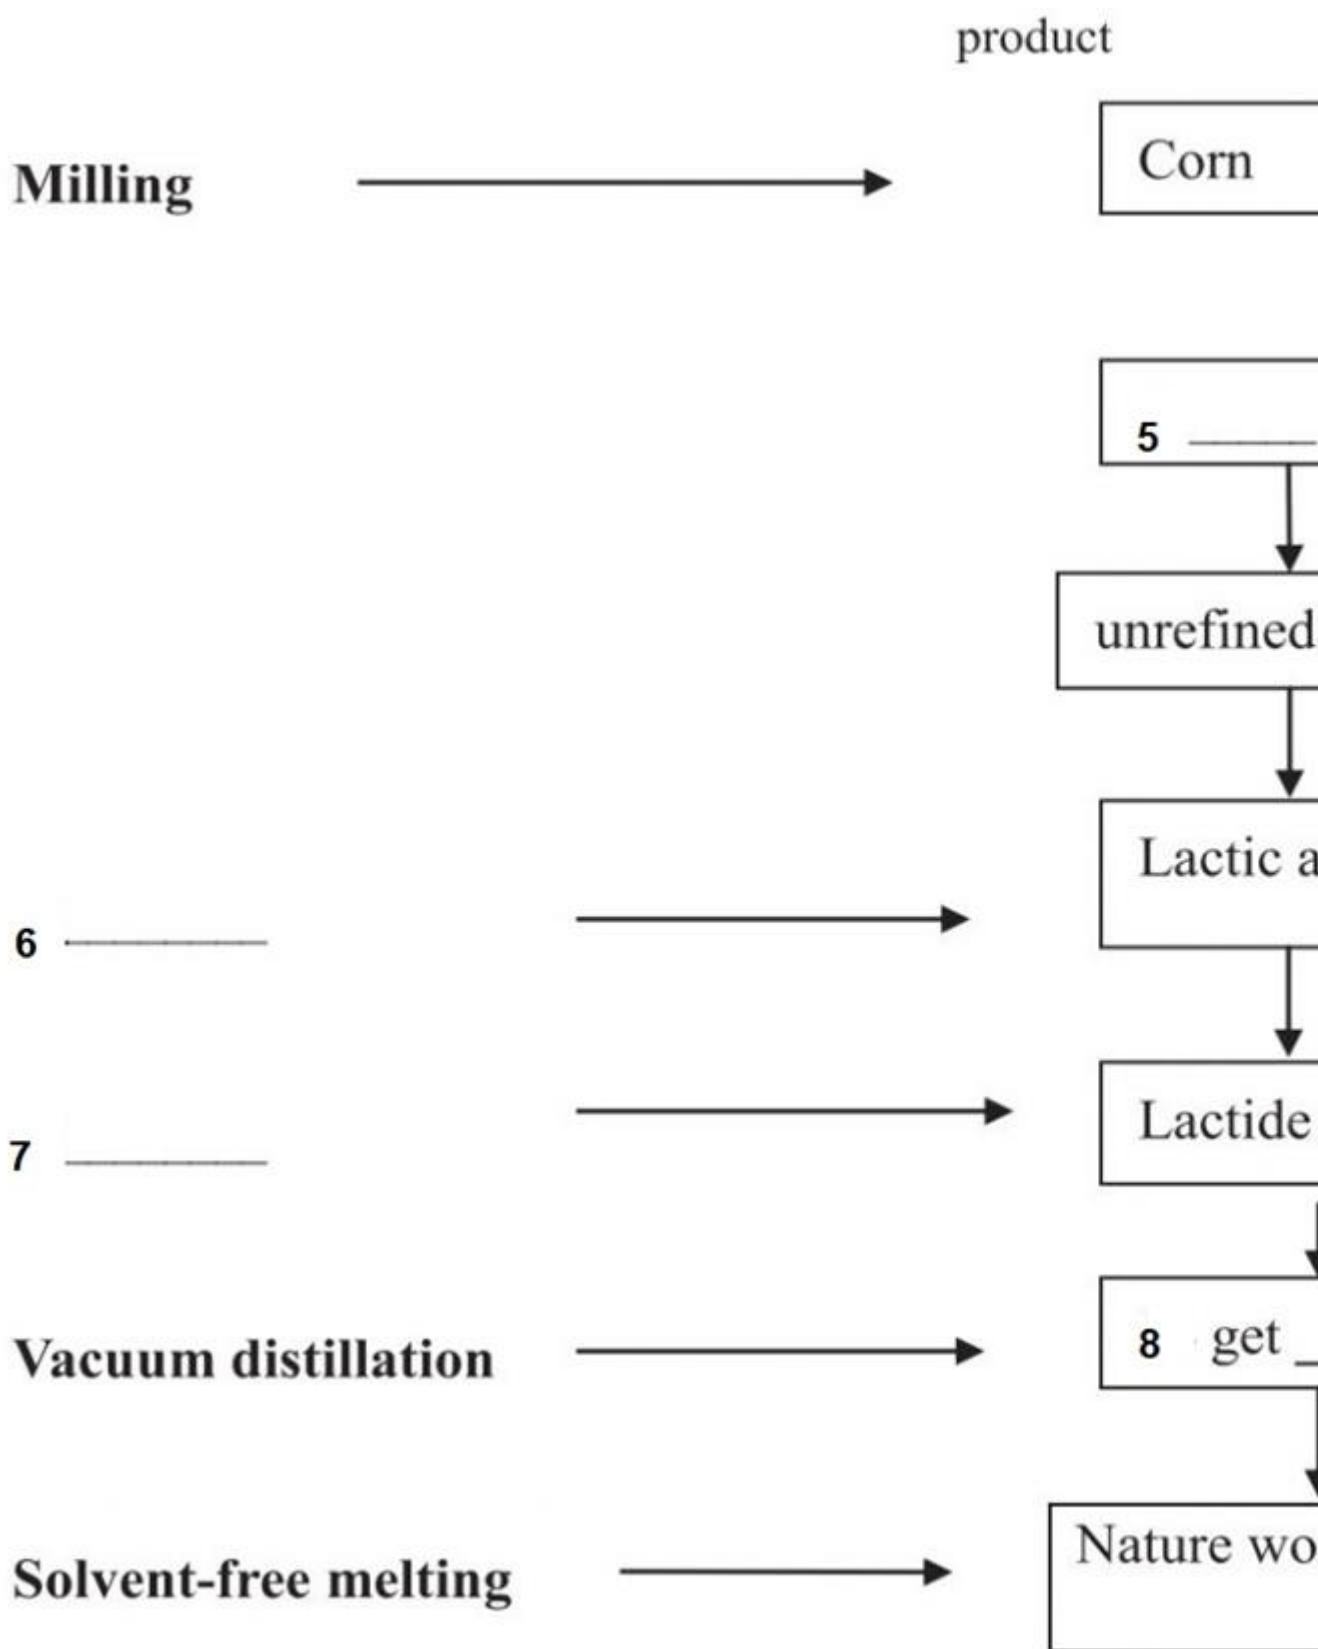 product
Milling
Corn
5
unrefined
Lactic a
6
Lactide
7
Vacuum distillation
8 get
Nature wo
Solvent-free melting